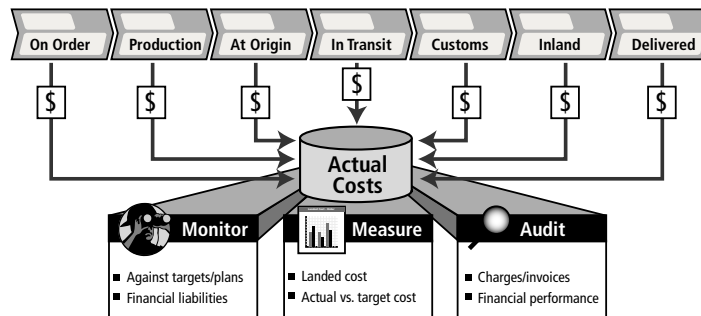 On Order
Production
At Origin
In Transit
Customs
Inland
Delivered
$ $ $ $ $ $ $
Actual
Costs
Monitor
Against targets/plans
Financial liabilities
Measure
Landed cost
Actual vs. target cost
Audit
Charges/invoices
Financial performance